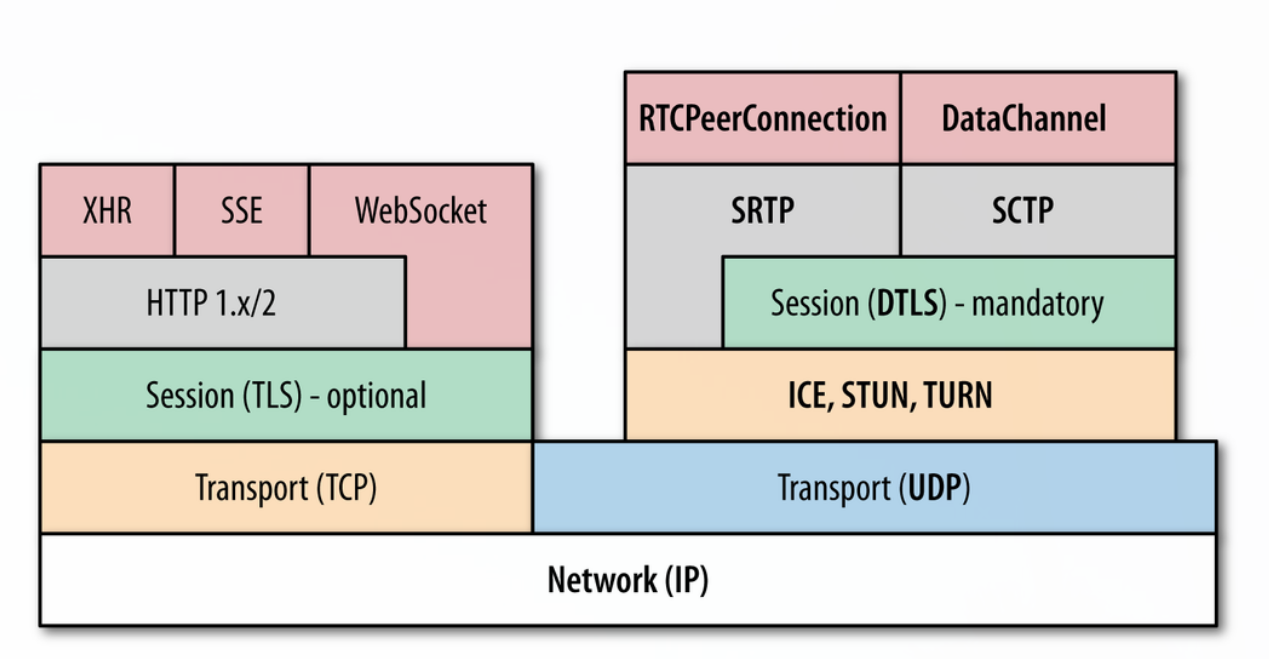 RTCPeerConnection DataChannel
XHR SSE WebSocket SRTP SCTP
HTTP 1.x/2 Session (DTLS) - mandatory
Session (TLS) - optional ICE, STUN, TURN
Transport (TCP) Transport (UDP)
Network (IP)